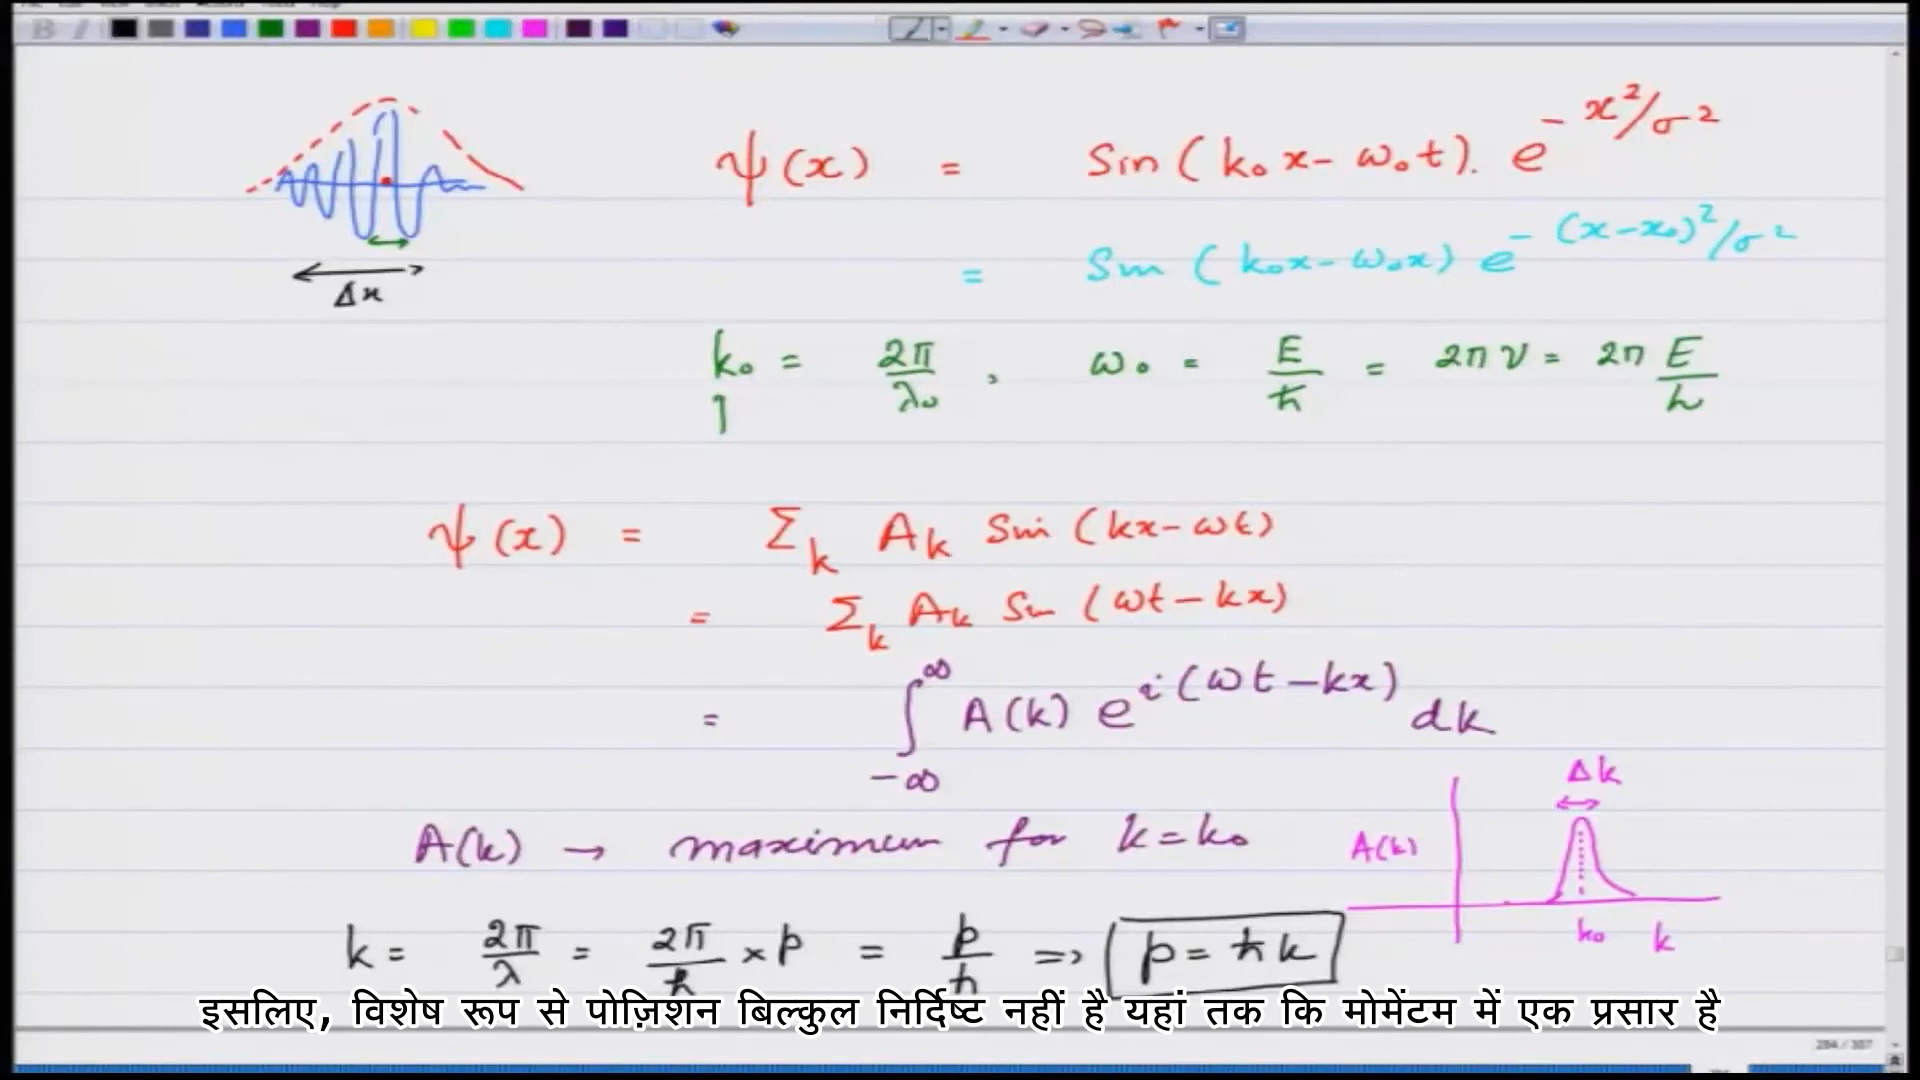 ψ(x) = Sin(k₀x-ω₀t). e^{-x²/σ²}
= Sin(k₀x-ω₀x) e^{-(x-x₀)²/σ²}
Δx
k₀ = 2π/λ₀, ω₀ = E/ħ = 2πν = 2π E/h
ψ(x) = Σ_k A_k Sin(kx-ωt)
= Σ_k A_k Sin(ωt-kx)
= ∫_{-∞}^{∞} A(k) e^{i(ωt-kx)} dk
Δk
A(k) → maximum for k=k₀
A(k)
k₀ k
k = 2π/λ = 2π/ħ × p = p/ħ => p = ħk
इसलिए, विशेष रूप से पोज़िशन बिल्कुल निर्दिष्ट नहीं है यहां तक कि मोमेंटम में एक प्रसार है